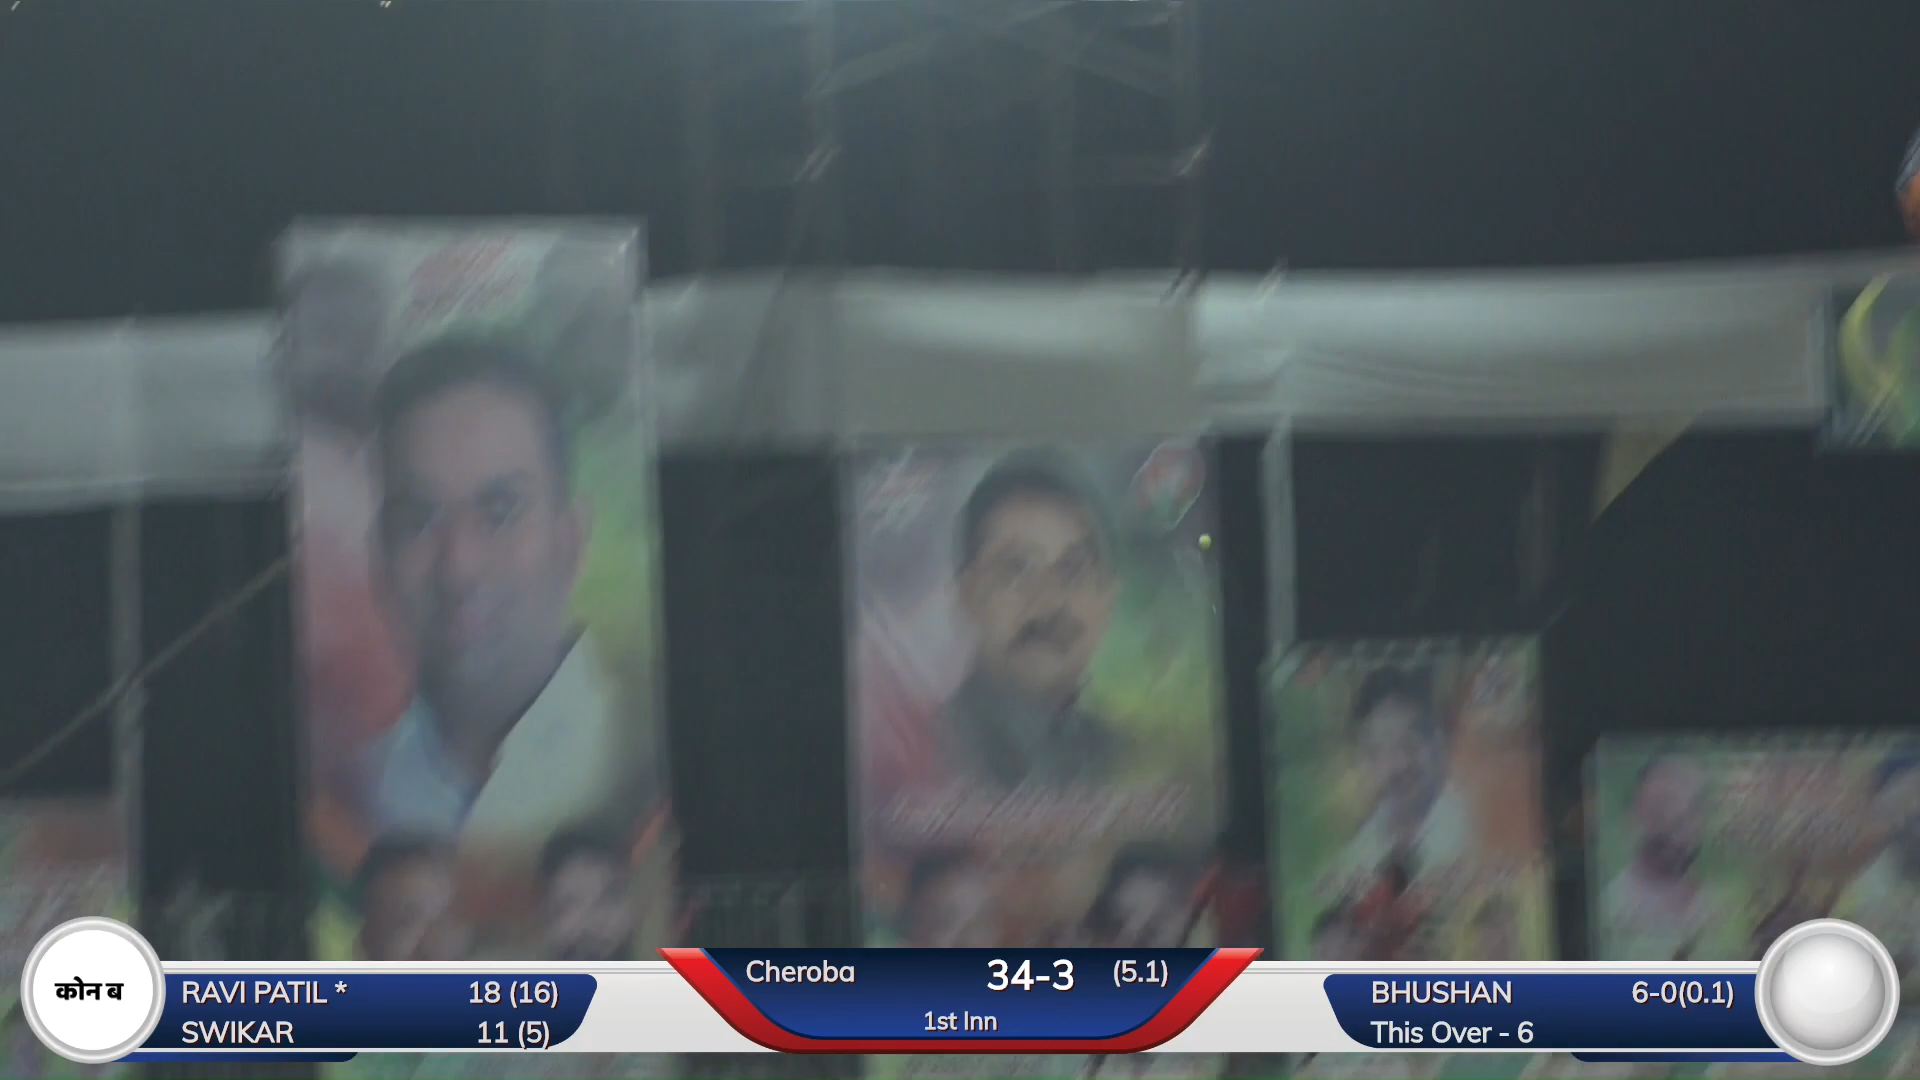 कोन ब
RAVI PATIL * 18 (16)
SWIKAR 11 (5)
Cheroba 34-3 (5.1)
1st Inn
BHUSHAN 6-0(0.1)
This Over - 6